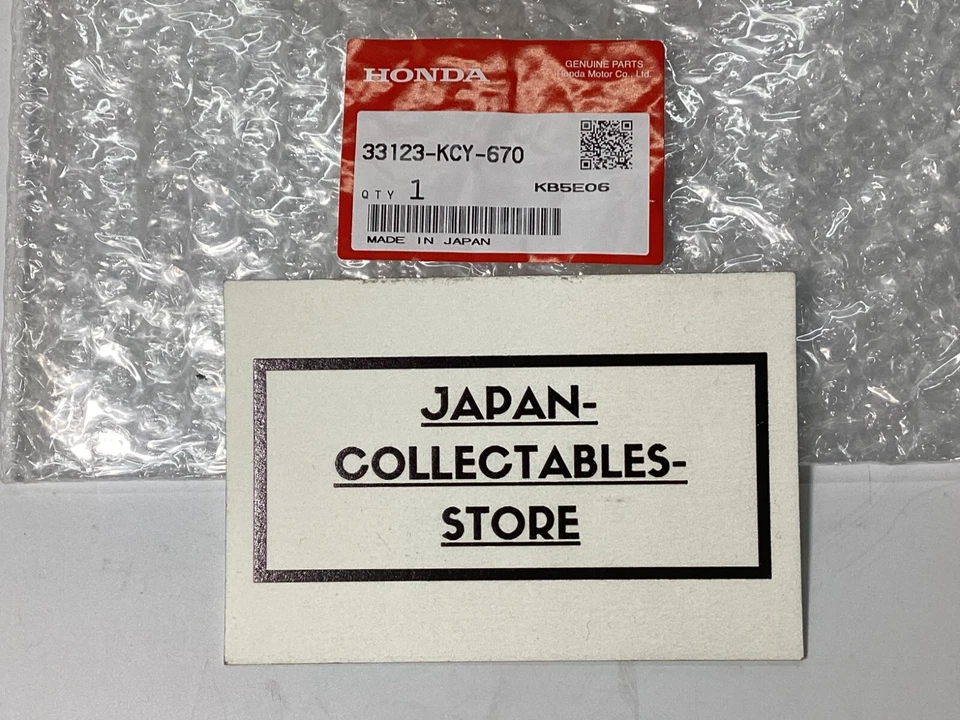 HONDA
GENUINE PARTS
Honda Motor Co., Ltd.
33123-KCY-670
QTY 1
KB5E06
MADE IN JAPAN
JAPAN-
COLLECTABLES-
STORE